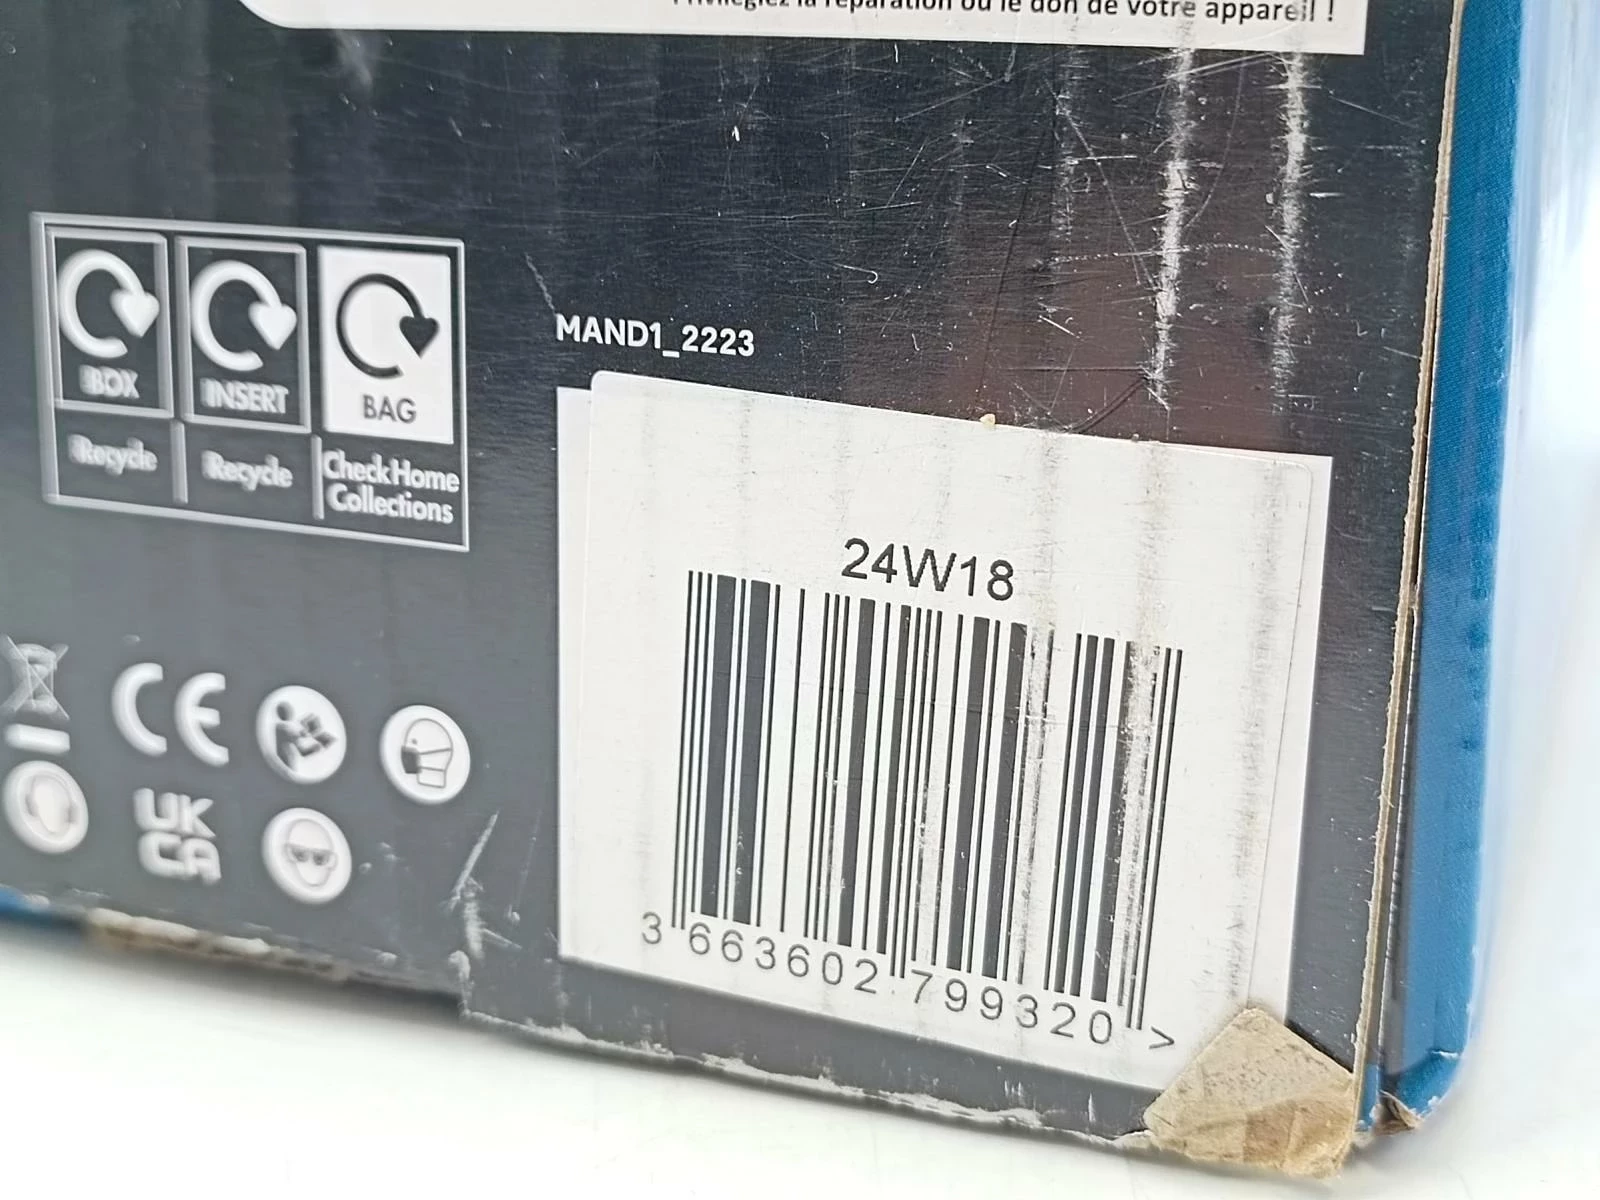 Privilégiez la réparation ou le don de votre appareil !
BOX
INSERT
BAG
Recycle
Recycle
Check Home
Collections
MAND1_2223
24W18
3 663602 799320 >
CE
UK
CA